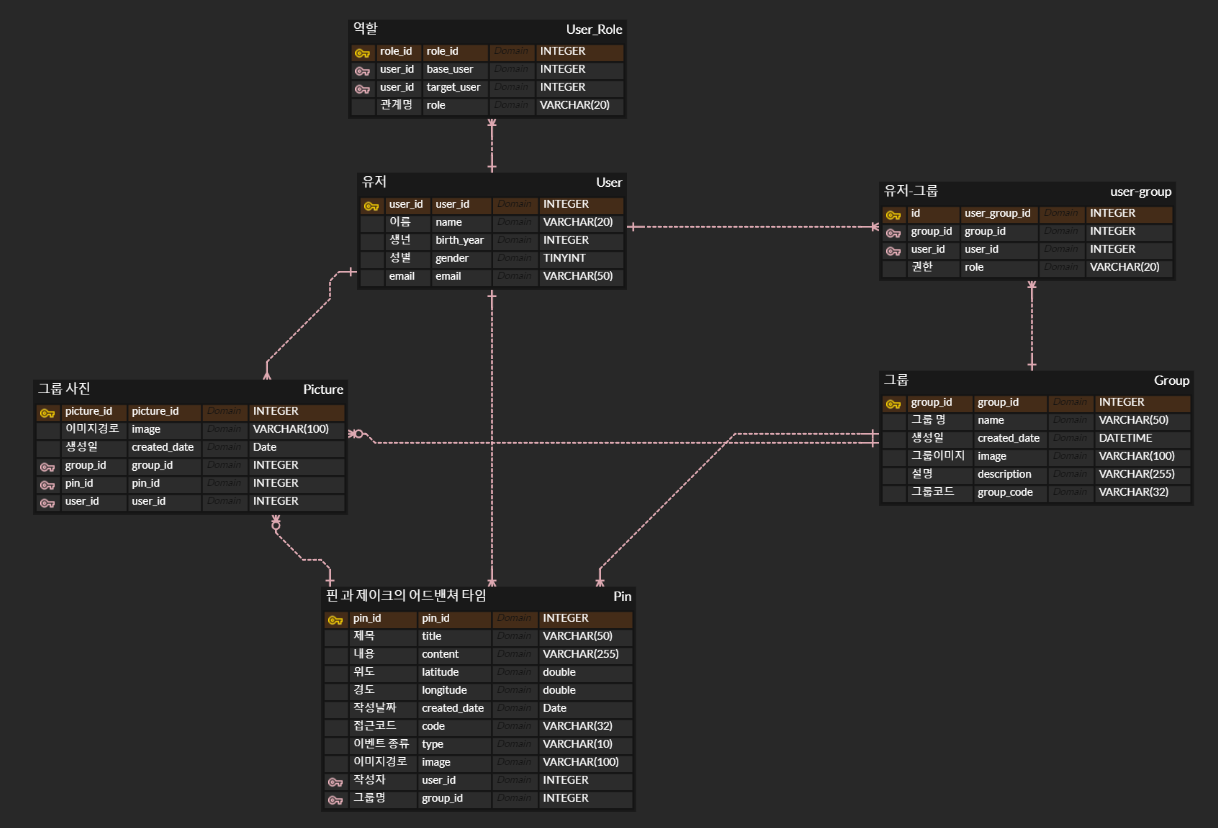 역할 User_Role
role_id role_id Domain INTEGER
user_id base_user Domain INTEGER
user_id target_user Domain INTEGER
관계명 role Domain VARCHAR(20)
유저 User
user_id user_id Domain INTEGER
이름 name Domain VARCHAR(20)
생년 birth_year Domain INTEGER
성별 gender Domain TINYINT
email email Domain VARCHAR(50)
유저-그룹 user-group
id user_group_id Domain INTEGER
group_id group_id Domain INTEGER
user_id user_id Domain INTEGER
권한 role Domain VARCHAR(20)
그룹 사진 Picture
picture_id picture_id Domain INTEGER
이미지경로 image Domain VARCHAR(100)
생성일 created_date Domain Date
group_id group_id Domain INTEGER
pin_id pin_id Domain INTEGER
user_id user_id Domain INTEGER
그룹 Group
group_id group_id Domain INTEGER
그룹 명 name Domain VARCHAR(50)
생성일 created_date Domain DATETIME
그룹이미지 image Domain VARCHAR(100)
설명 description Domain VARCHAR(255)
그룹코드 group_code Domain VARCHAR(32)
핀 과 제이크의 어드벤쳐 타임 Pin
pin_id pin_id Domain INTEGER
제목 title Domain VARCHAR(50)
내용 content Domain VARCHAR(255)
위도 latitude Domain double
경도 longitude Domain double
작성날짜 created_date Domain Date
접근코드 code Domain VARCHAR(32)
이벤트 종류 type Domain VARCHAR(10)
이미지경로 image Domain VARCHAR(100)
작성자 user_id Domain INTEGER
그룹명 group_id Domain INTEGER